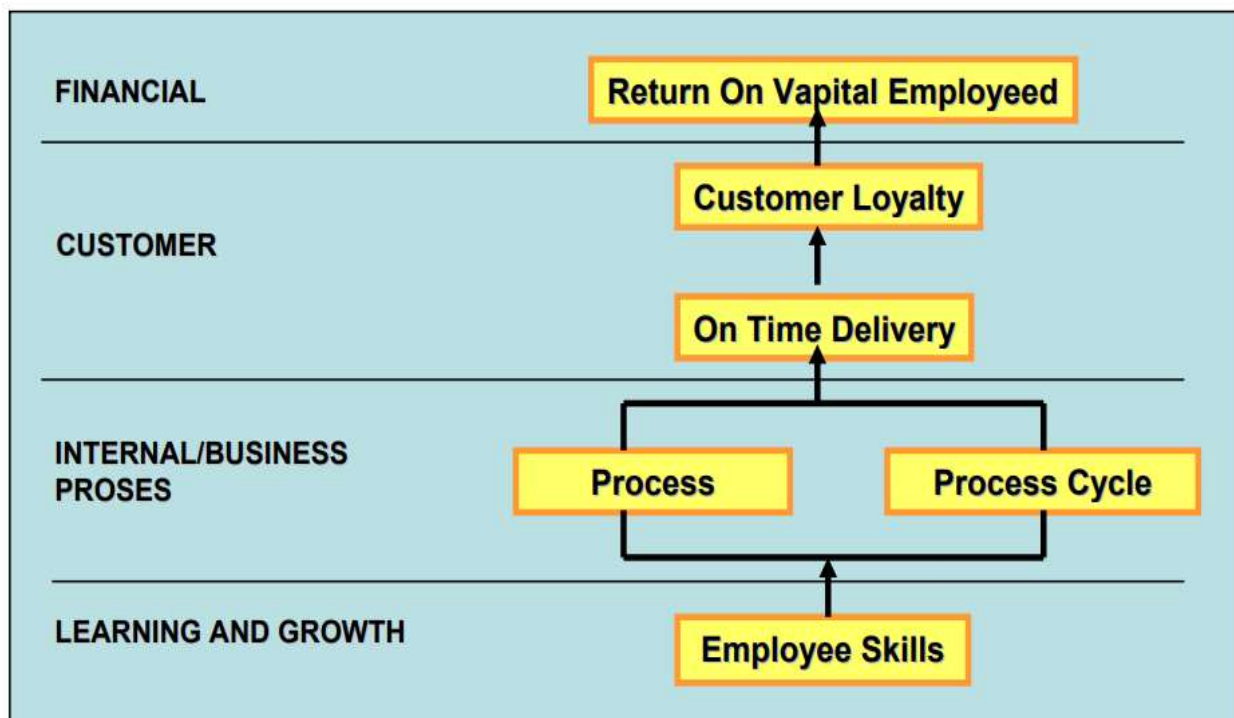 FINANCIAL
Return On Vapital Employeed
Customer Loyalty
CUSTOMER
On Time Delivery
INTERNAL/BUSINESS
PROSES
Process
Process Cycle
LEARNING AND GROWTH
Employee Skills